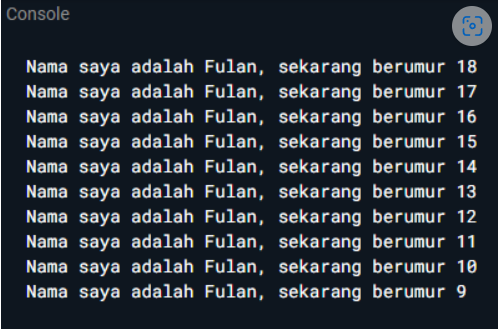 Console
Nama saya adalah Fulan, sekarang berumur 18
Nama saya adalah Fulan, sekarang berumur 17
Nama saya adalah Fulan, sekarang berumur 16
Nama saya adalah Fulan, sekarang berumur 15
Nama saya adalah Fulan, sekarang berumur 14
Nama saya adalah Fulan, sekarang berumur 13
Nama saya adalah Fulan, sekarang berumur 12
Nama saya adalah Fulan, sekarang berumur 11
Nama saya adalah Fulan, sekarang berumur 10
Nama saya adalah Fulan, sekarang berumur 9